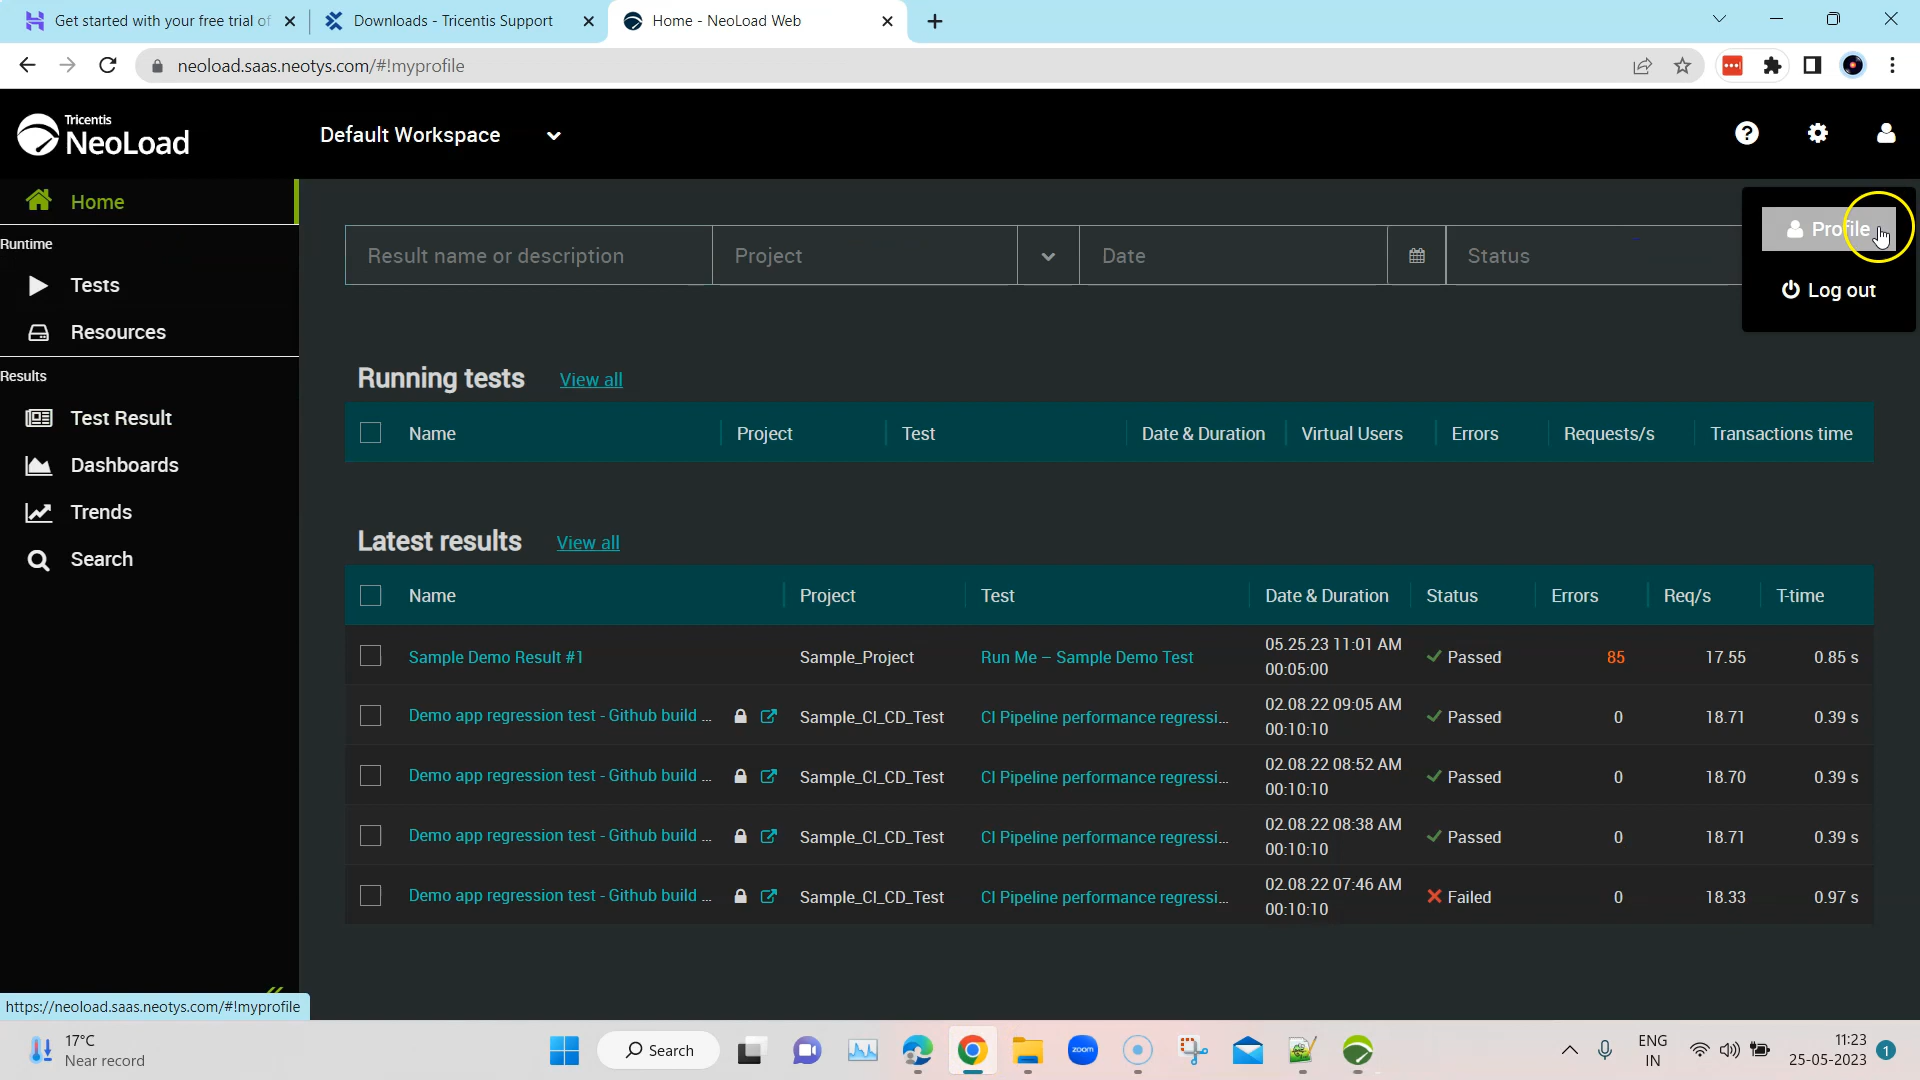 Get started with your free trial of
Downloads - Tricentis Support
Home - NeoLoad Web
neoload.saas.neotys.com/#!myprofile
Tricentis
NeoLoad
Default Workspace
Home
Runtime
Tests
Resources
Results
Test Result
Dashboards
Trends
Search
Result name or description
Project
Date
Status
Profile
Log out
Running tests View all
Name Project Test Date & Duration Virtual Users Errors Requests/s Transactions time
Latest results View all
Name Project Test Date & Duration Status Errors Req/s T-time
Sample Demo Result #1 Sample_Project Run Me – Sample Demo Test 05.25.23 11:01 AM Passed 85 17.55 0.85 s
00:05:00
Demo app regression test - Github build ... Sample_CI_CD_Test CI Pipeline performance regressi... 02.08.22 09:05 AM Passed 0 18.71 0.39 s
00:10:10
Demo app regression test - Github build ... Sample_CI_CD_Test CI Pipeline performance regressi... 02.08.22 08:52 AM Passed 0 18.70 0.39 s
00:10:10
Demo app regression test - Github build ... Sample_CI_CD_Test CI Pipeline performance regressi... 02.08.22 08:38 AM Passed 0 18.71 0.39 s
00:10:10
Demo app regression test - Github build ... Sample_CI_CD_Test CI Pipeline performance regressi... 02.08.22 07:46 AM Failed 0 18.33 0.97 s
00:10:10
https://neoload.saas.neotys.com/#!myprofile
17°C
Near record
Search
zoom
ENG
IN
11:23
25-05-2023
1